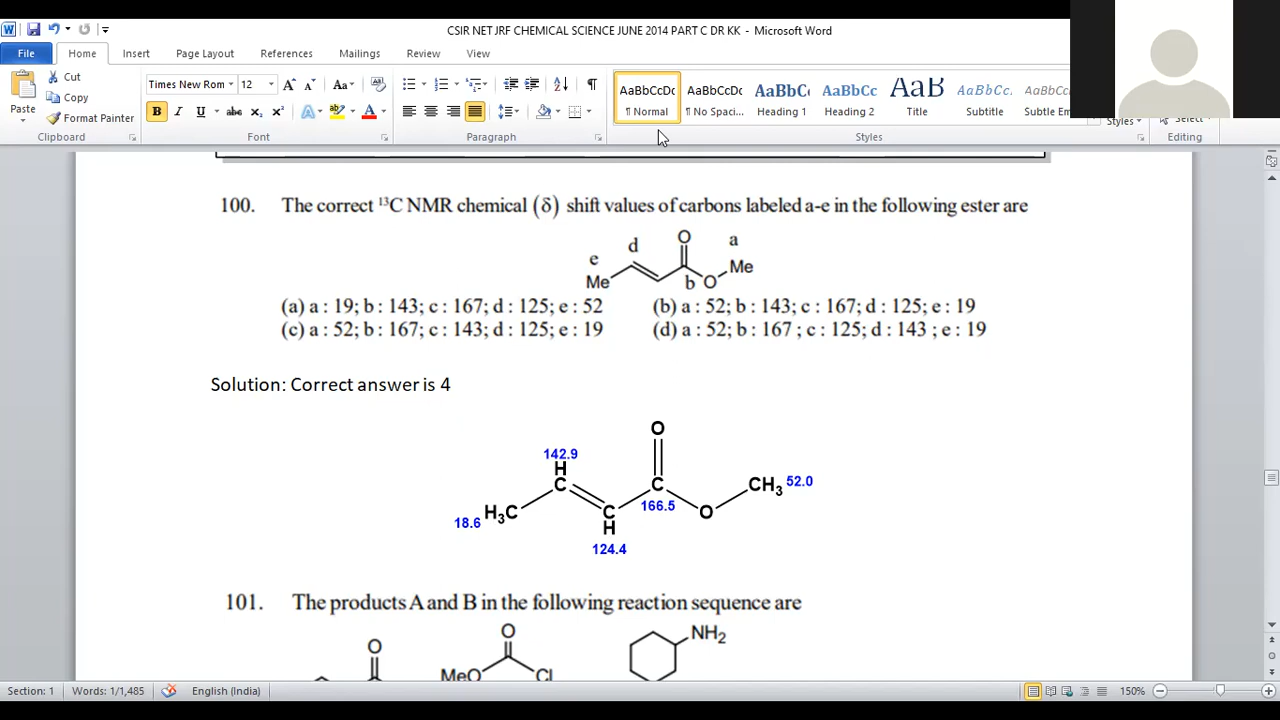 CSIR NET JRF CHEMICAL SCIENCE JUNE 2014 PART C DR KK - Microsoft Word
File Home Insert Page Layout References Mailings Review View
Paste
Cut
Copy
Format Painter
Clipboard
Times New Rom 12
B I U abc x₂ x²
Font
Paragraph
AaBbCcDc AaBbCcDc AaBbCc AaBbCc AaB AaBbCcL AaBbCcL
¶ Normal ¶ No Spaci... Heading 1 Heading 2 Title Subtitle Subtle Em
Styles
Styles
Editing
100. The correct ¹³C NMR chemical (δ) shift values of carbons labeled a-e in the following ester are
O a
d
e Me
Me b O
(a) a : 19; b : 143; c : 167; d : 125; e : 52 (b) a : 52; b : 143; c : 167; d : 125; e : 19
(c) a : 52; b : 167; c : 143; d : 125; e : 19 (d) a : 52; b : 167 ; c : 125; d : 143 ; e : 19
Solution: Correct answer is 4
O
142.9
H
C C CH₃ 52.0
18.6 H₃C C 166.5 O
H
124.4
101. The products A and B in the following reaction sequence are
O O NH₂
MeO Cl
Section: 1 Words: 1/1,485 English (India) 150%